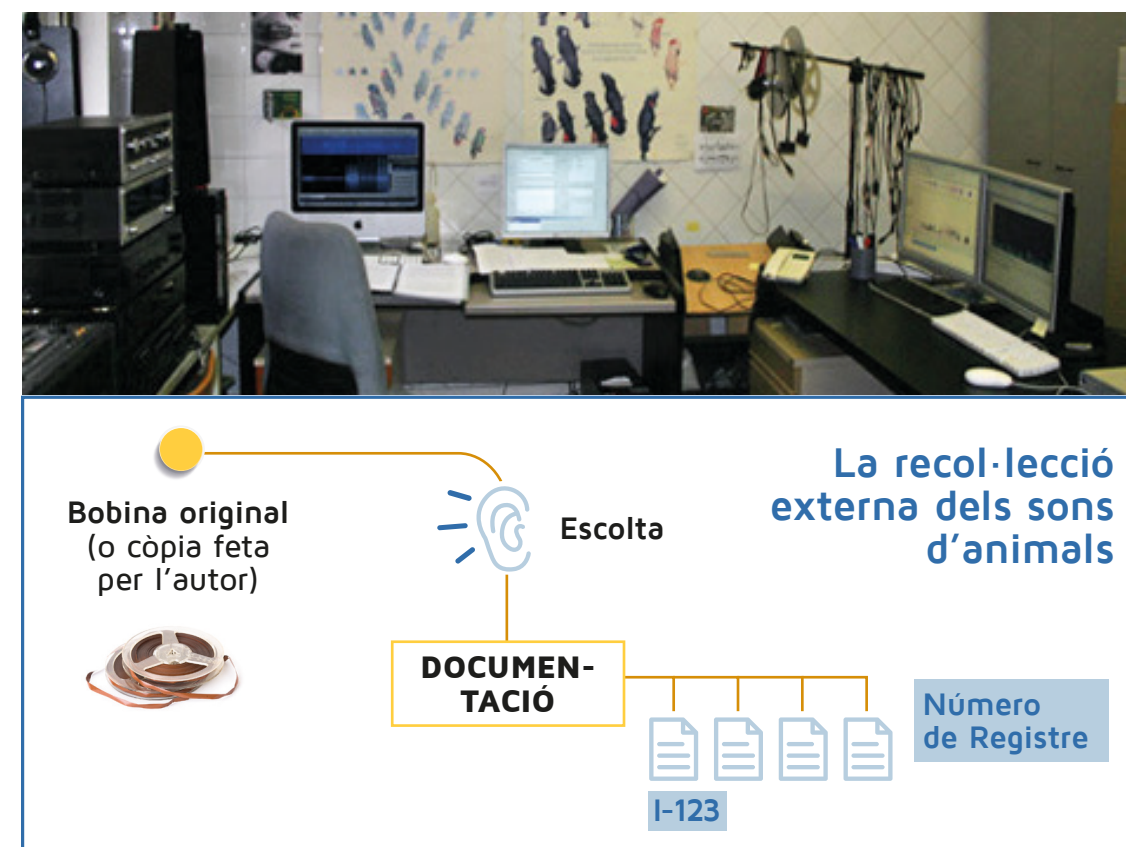 La recol·lecció
externa dels sons
d’animals
Bobina original
(o còpia feta
per l’autor)
Escolta
DOCUMEN-
TACIÓ
Número
de Registre
I-123